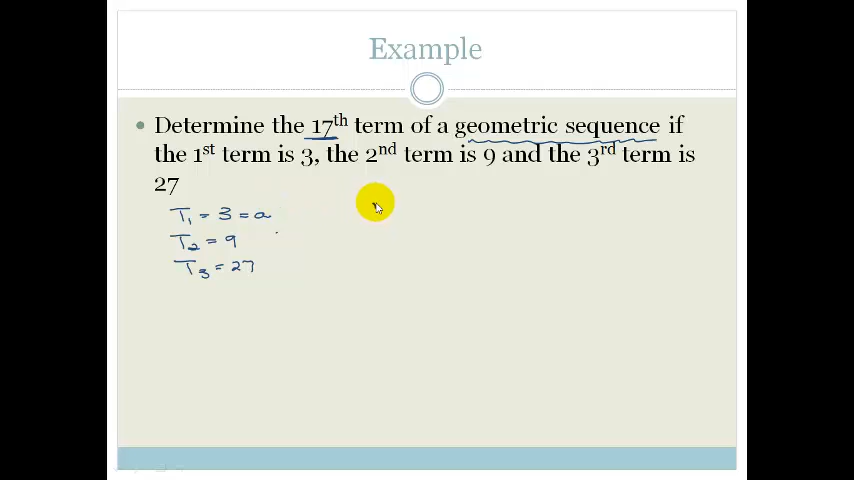 Example
• Determine the 17th term of a geometric sequence if
the 1st term is 3, the 2nd term is 9 and the 3rd term is
27
T₁ = 3 = a
T₂ = 9
T₃ = 27